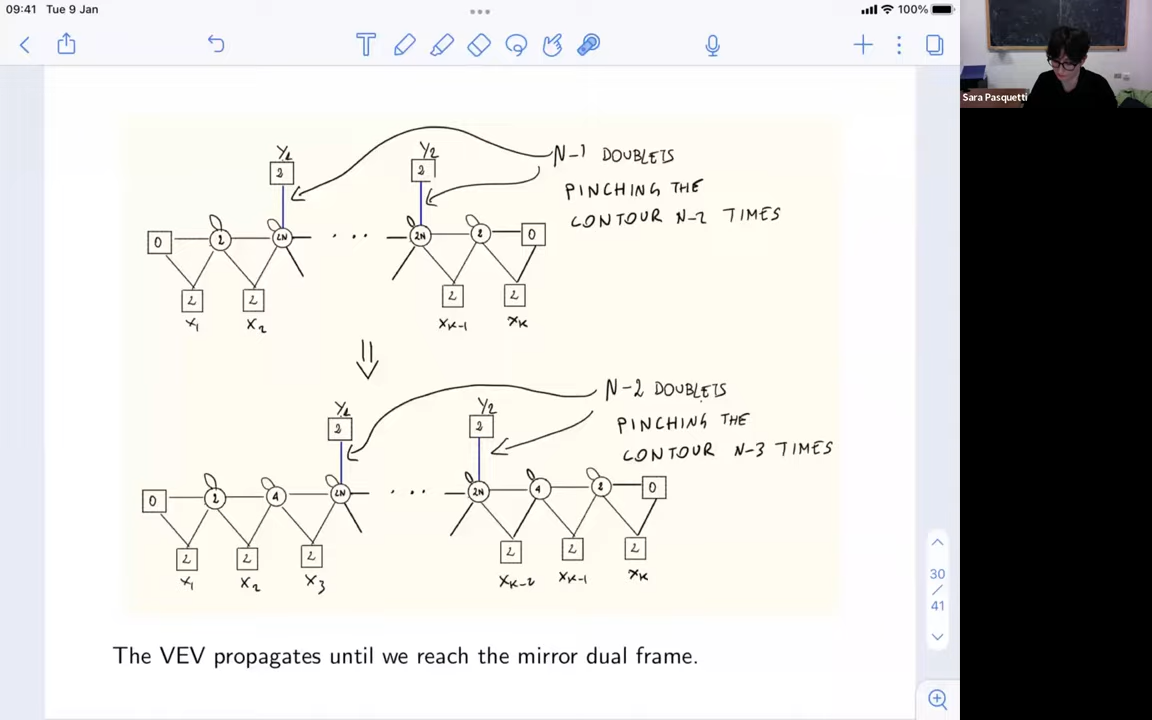 09:41 Tue 9 Jan
100%
Sara Pasquetti
Y1 Y2
2 2
N-1 DOUBLETS
PINCHING THE
CONTOUR N-2 TIMES
0 2 2N ... 2N 2 0
2 2 2 2
X1 X2 XK-1 XK
N-2 DOUBLETS
PINCHING THE
CONTOUR N-3 TIMES
Y1 Y2
2 2
0 2 4 2N ... 2N 4 2 0
2 2 2 2 2 2
X1 X2 X3 XK-2 XK-1 XK
30
/
41
The VEV propagates until we reach the mirror dual frame.